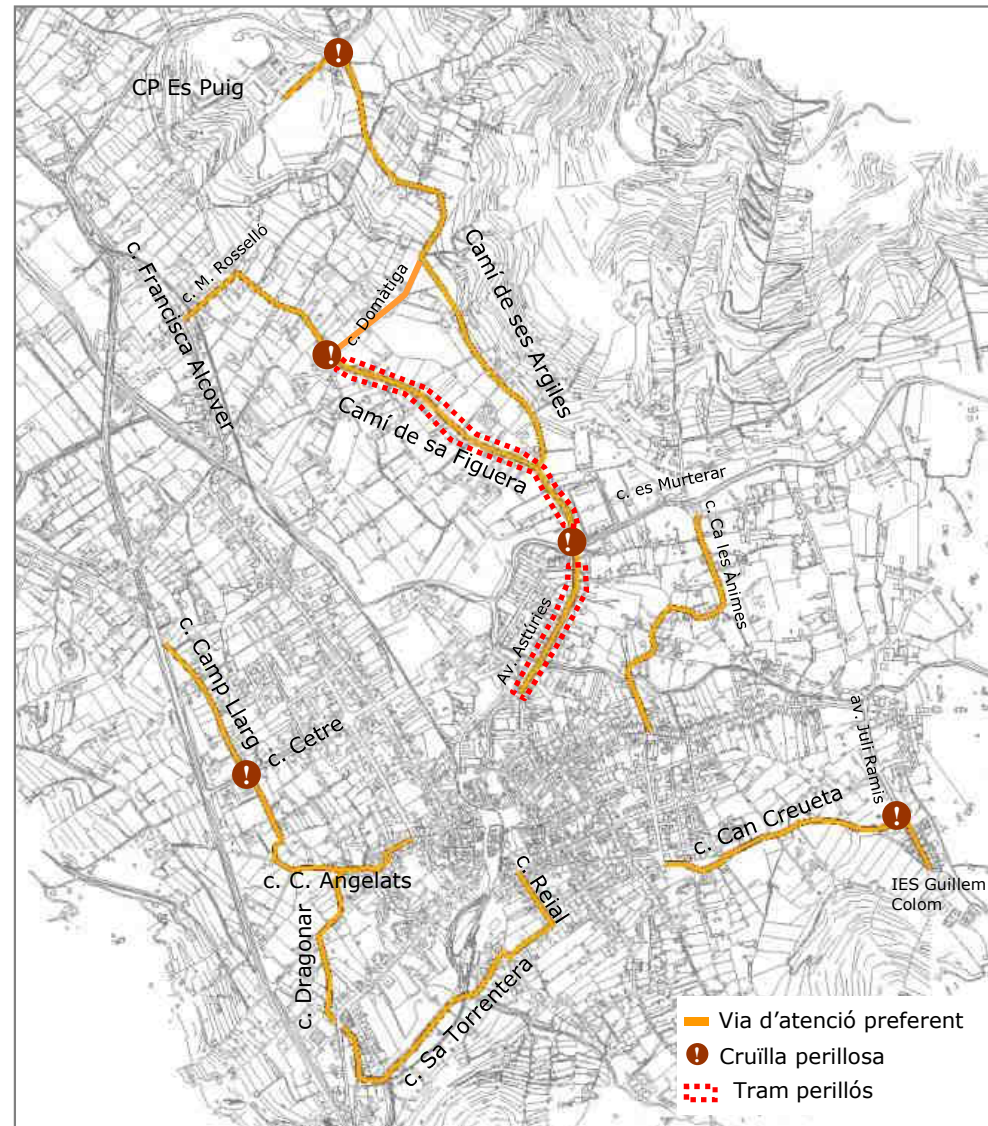 CP Es Puig
c. M. Rosselló
c. Francisca Alcover
c. Domàtiga
Camí de ses Argiles
Camí de sa Figuera
c. es Murterar
c. Ca les Ànimes
Av. Astúries
c. Camp Llarg
c. Cetre
av. Juli Ramis
c. Can Creueta
c. C. Angelats
c. Reial
IES Guillem
Colom
c. Dragonar
c. Sa Torrentera
Via d'atenció preferent
Cruïlla perillosa
Tram perillós